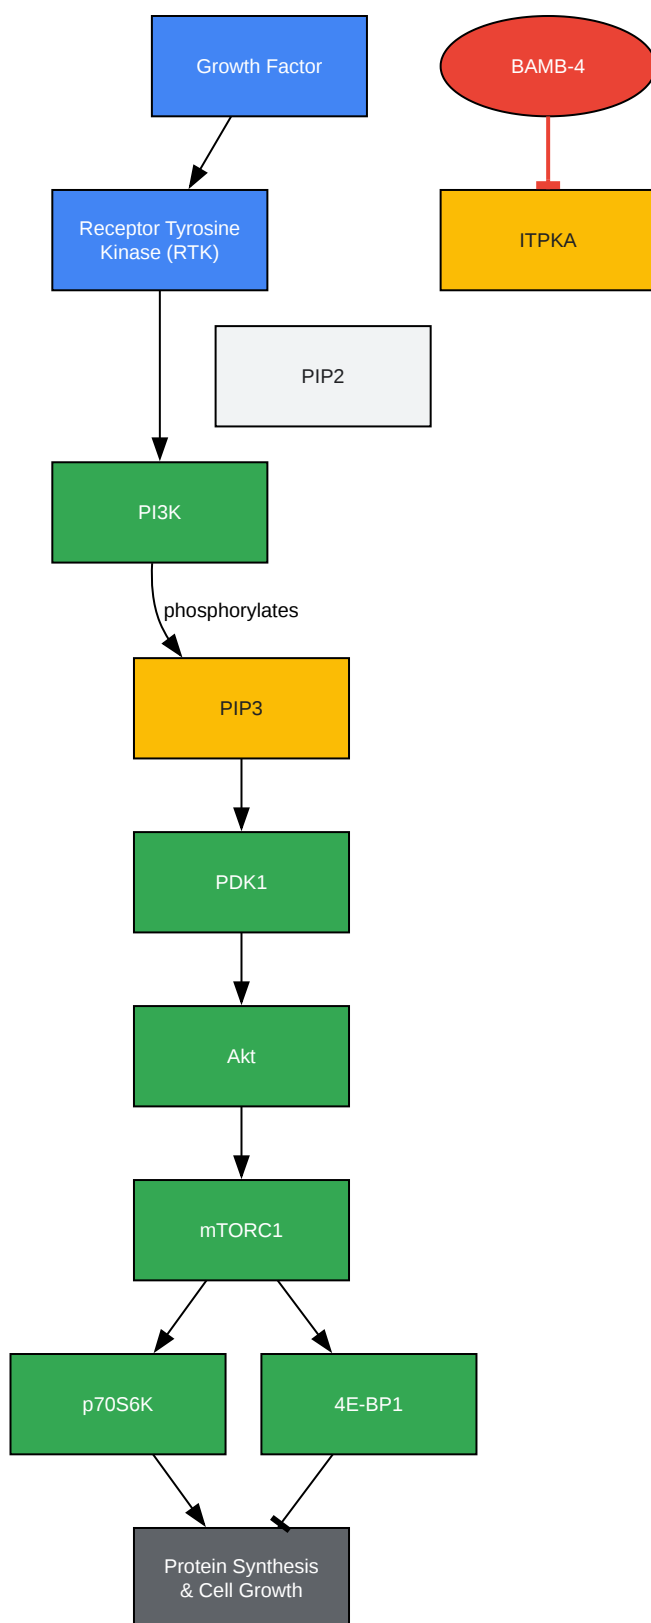 Growth Factor
BAMB-4
Receptor Tyrosine
Kinase (RTK)
ITPKA
PIP2
PI3K
phosphorylates
PIP3
PDK1
Akt
mTORC1
p70S6K
4E-BP1
Protein Synthesis
& Cell Growth